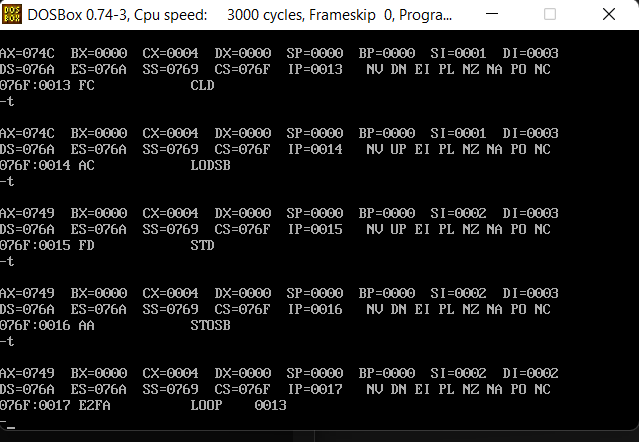 DOSBox 0.74-3, Cpu speed:    3000 cycles, Frameskip  0, Progra...
AX=074C  BX=0000  CX=0004  DX=0000  SP=0000  BP=0000  SI=0001  DI=0003
DS=076A  ES=076A  SS=0769  CS=076F  IP=0013   NV DN EI PL NZ NA PO NC
076F:0013 FC            CLD
-t
AX=074C  BX=0000  CX=0004  DX=0000  SP=0000  BP=0000  SI=0001  DI=0003
DS=076A  ES=076A  SS=0769  CS=076F  IP=0014   NV UP EI PL NZ NA PO NC
076F:0014 AC            LODSB
-t
AX=0749  BX=0000  CX=0004  DX=0000  SP=0000  BP=0000  SI=0002  DI=0003
DS=076A  ES=076A  SS=0769  CS=076F  IP=0015   NV UP EI PL NZ NA PO NC
076F:0015 FD            STD
-t
AX=0749  BX=0000  CX=0004  DX=0000  SP=0000  BP=0000  SI=0002  DI=0003
DS=076A  ES=076A  SS=0769  CS=076F  IP=0016   NV DN EI PL NZ NA PO NC
076F:0016 AA            STOSB
-t
AX=0749  BX=0000  CX=0004  DX=0000  SP=0000  BP=0000  SI=0002  DI=0002
DS=076A  ES=076A  SS=0769  CS=076F  IP=0017   NV DN EI PL NZ NA PO NC
076F:0017 E2FA          LOOP    0013
-_